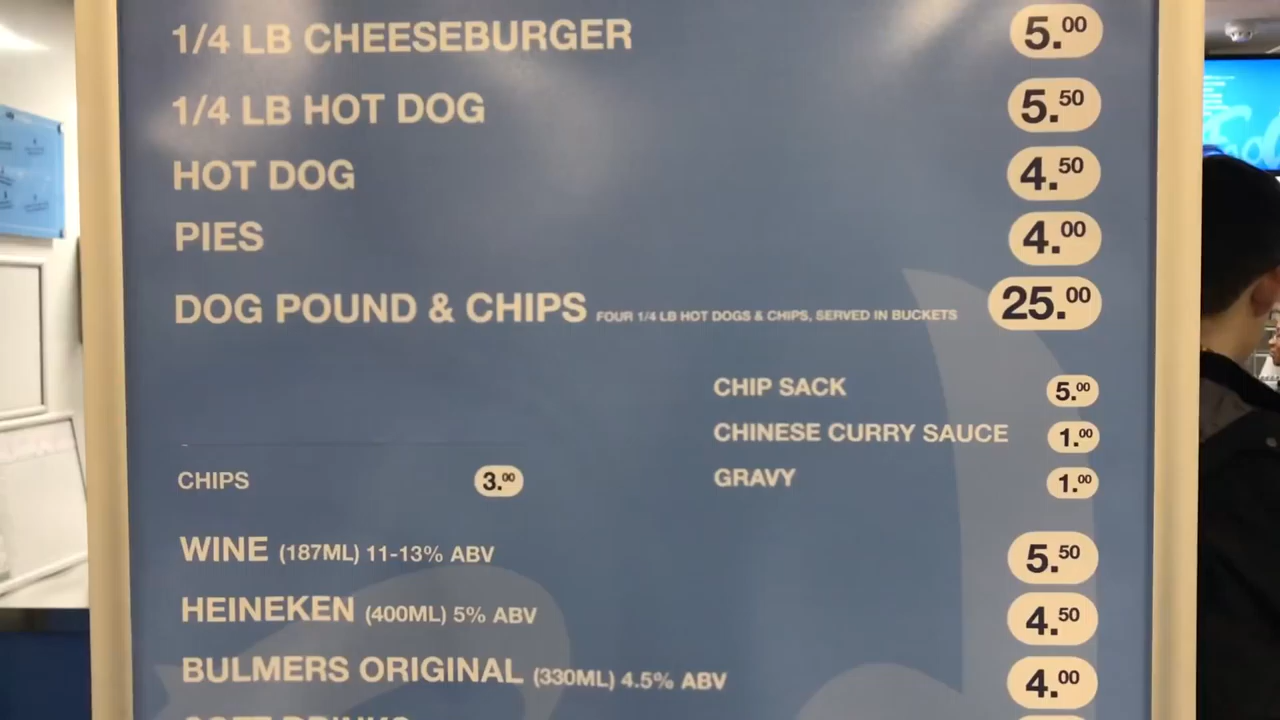 1/4 LB CHEESEBURGER 5.00
1/4 LB HOT DOG 5.50
HOT DOG 4.50
PIES 4.00
DOG POUND & CHIPS FOUR 1/4 LB HOT DOGS & CHIPS, SERVED IN BUCKETS 25.00
CHIP SACK 5.00
CHINESE CURRY SAUCE 1.00
CHIPS 3.00
GRAVY 1.00
WINE (187ML) 11-13% ABV 5.50
HEINEKEN (400ML) 5% ABV 4.50
BULMERS ORIGINAL (330ML) 4.5% ABV 4.00
SOFT DRINKS